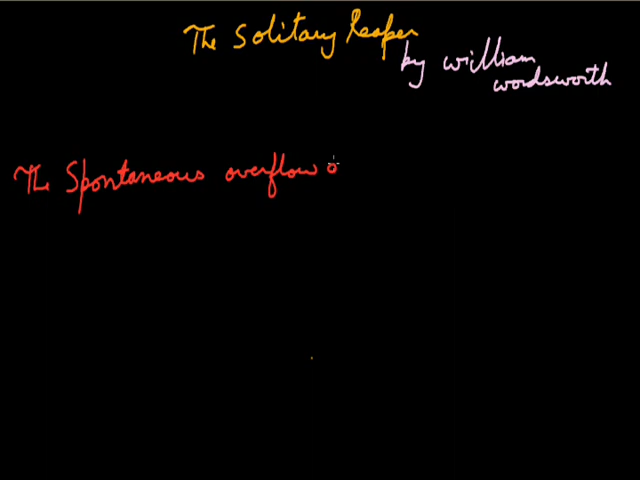 The Solitary Reaper
by william
wordsworth
The Spontaneous overflow o